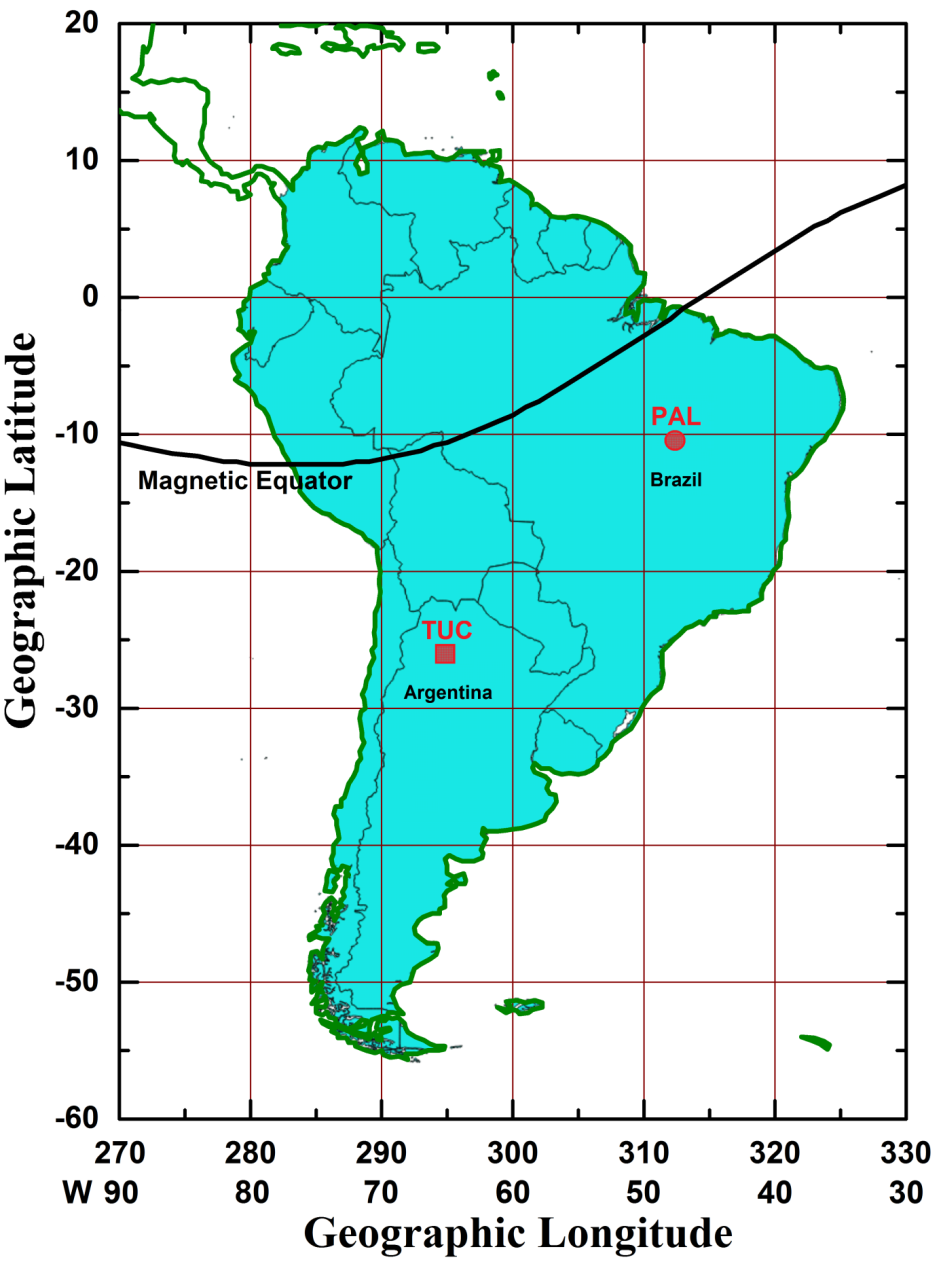 20
10
0
-10
-20
-30
-40
-50
-60
Geographic Latitude
PAL
Brazil
Magnetic Equator
TUC
Argentina
270 280 290 300 310 320 330
W 90 80 70 60 50 40 30
Geographic Longitude